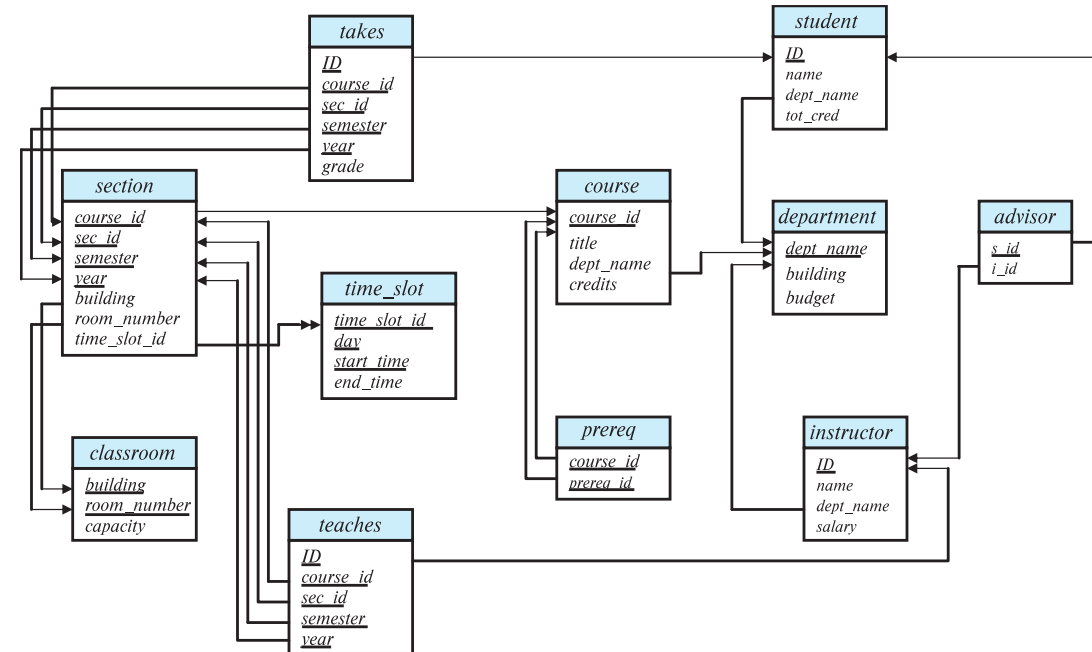 takes
ID
course_id
sec_id
semester
year
grade
student
ID
name
dept_name
tot_cred
section
course_id
sec_id
semester
year
building
room_number
time_slot_id
course
course_id
title
dept_name
credits
department
dept_name
building
budget
advisor
s_id
i_id
time_slot
time_slot_id
day
start_time
end_time
prereq
course_id
prereq_id
instructor
ID
name
dept_name
salary
classroom
building
room_number
capacity
teaches
ID
course_id
sec_id
semester
year